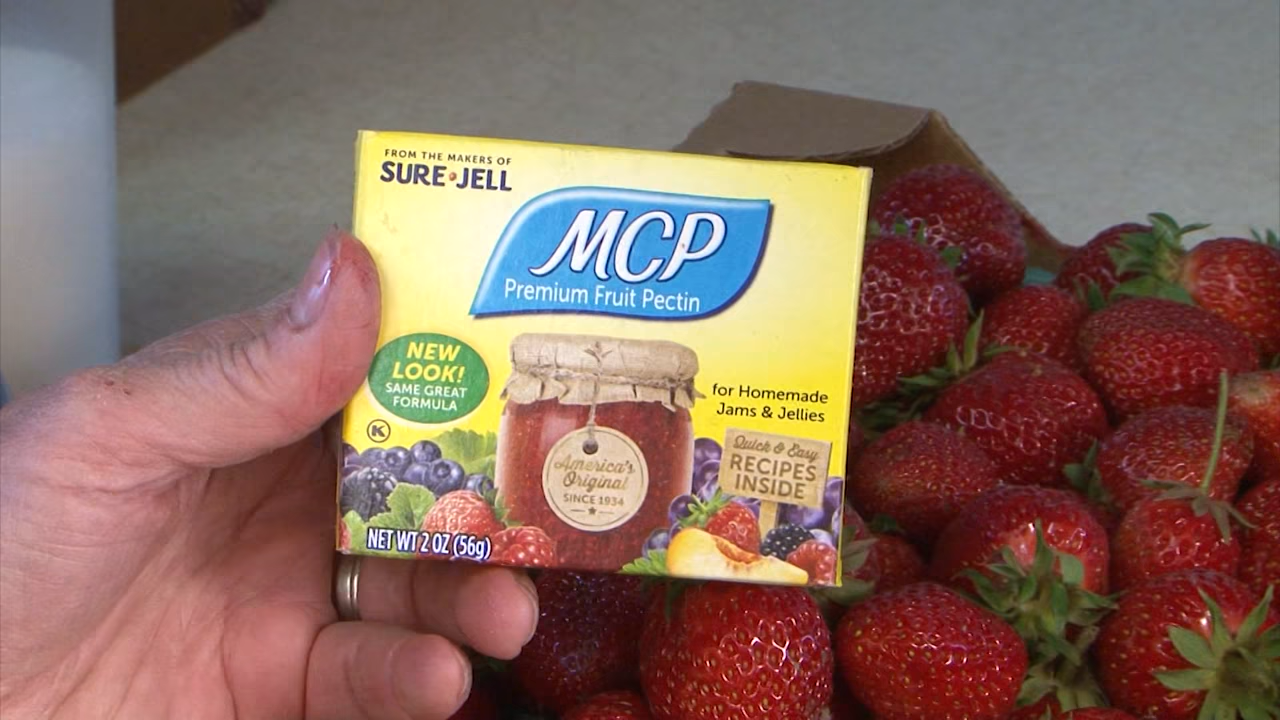 FROM THE MAKERS OF
SURE•JELL
MCP
Premium Fruit Pectin
NEW
LOOK!
SAME GREAT
FORMULA
K
for Homemade
Jams & Jellies
America's
Original
SINCE 1934
Quick & Easy
RECIPES
INSIDE
NET WT 2 OZ (56g)